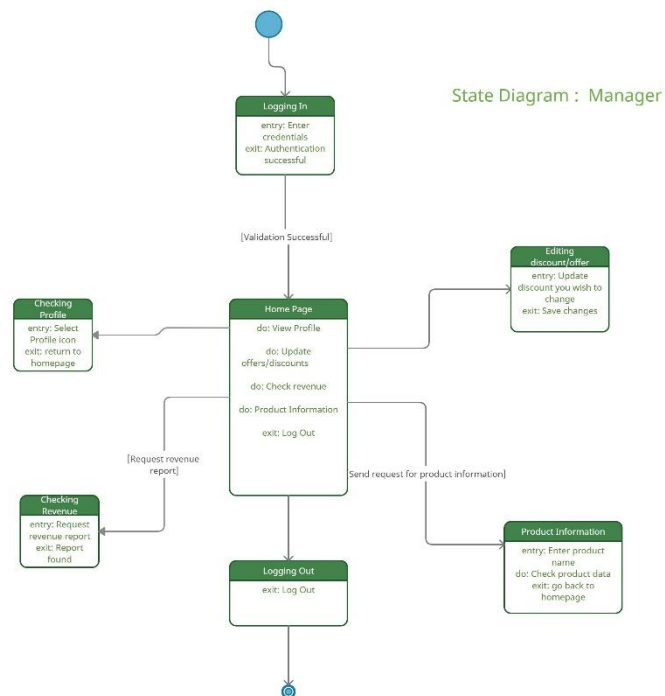 State Diagram : Manager
Logging In
entry: Enter
credentials
exit: Authentication
successful
[Validation Successful]
Editing
discount/offer
entry: Update
discount you wish to
change
exit: Save changes
Checking
Profile
entry: Select
Profile icon
exit: return to
homepage
Home Page
do: View Profile
do: Update
offers/discounts
do: Check revenue
do: Product Information
exit: Log Out
[Request revenue
report]
[Send request for product information]
Checking
Revenue
entry: Request
revenue report
exit: Report
found
Product Information
entry: Enter product
name
do: Check product data
exit: go back to
homepage
Logging Out
exit: Log Out